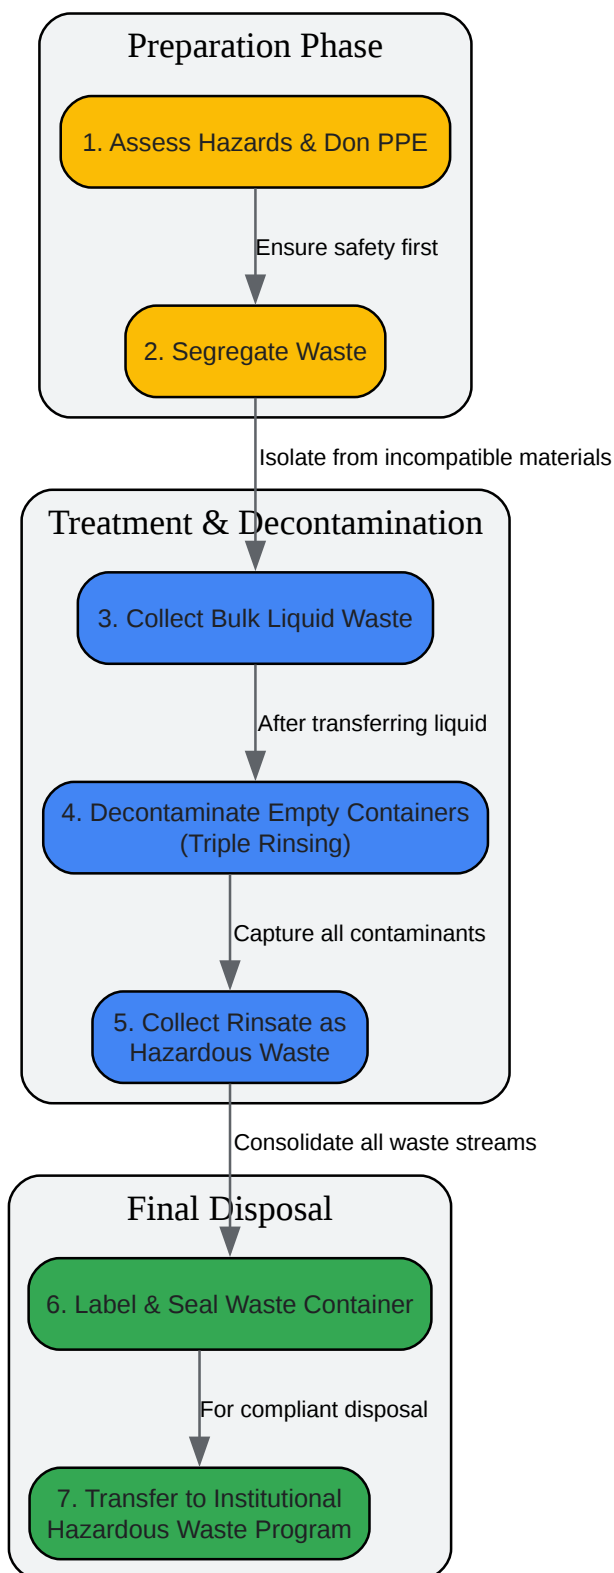 Preparation Phase
1. Assess Hazards & Don PPE
Ensure safety first
2. Segregate Waste
Isolate from incompatible materials
Treatment & Decontamination
3. Collect Bulk Liquid Waste
After transferring liquid
4. Decontaminate Empty Containers
(Triple Rinsing)
Capture all contaminants
5. Collect Rinsate as
Hazardous Waste
Consolidate all waste streams
Final Disposal
6. Label & Seal Waste Container
For compliant disposal
7. Transfer to Institutional
Hazardous Waste Program